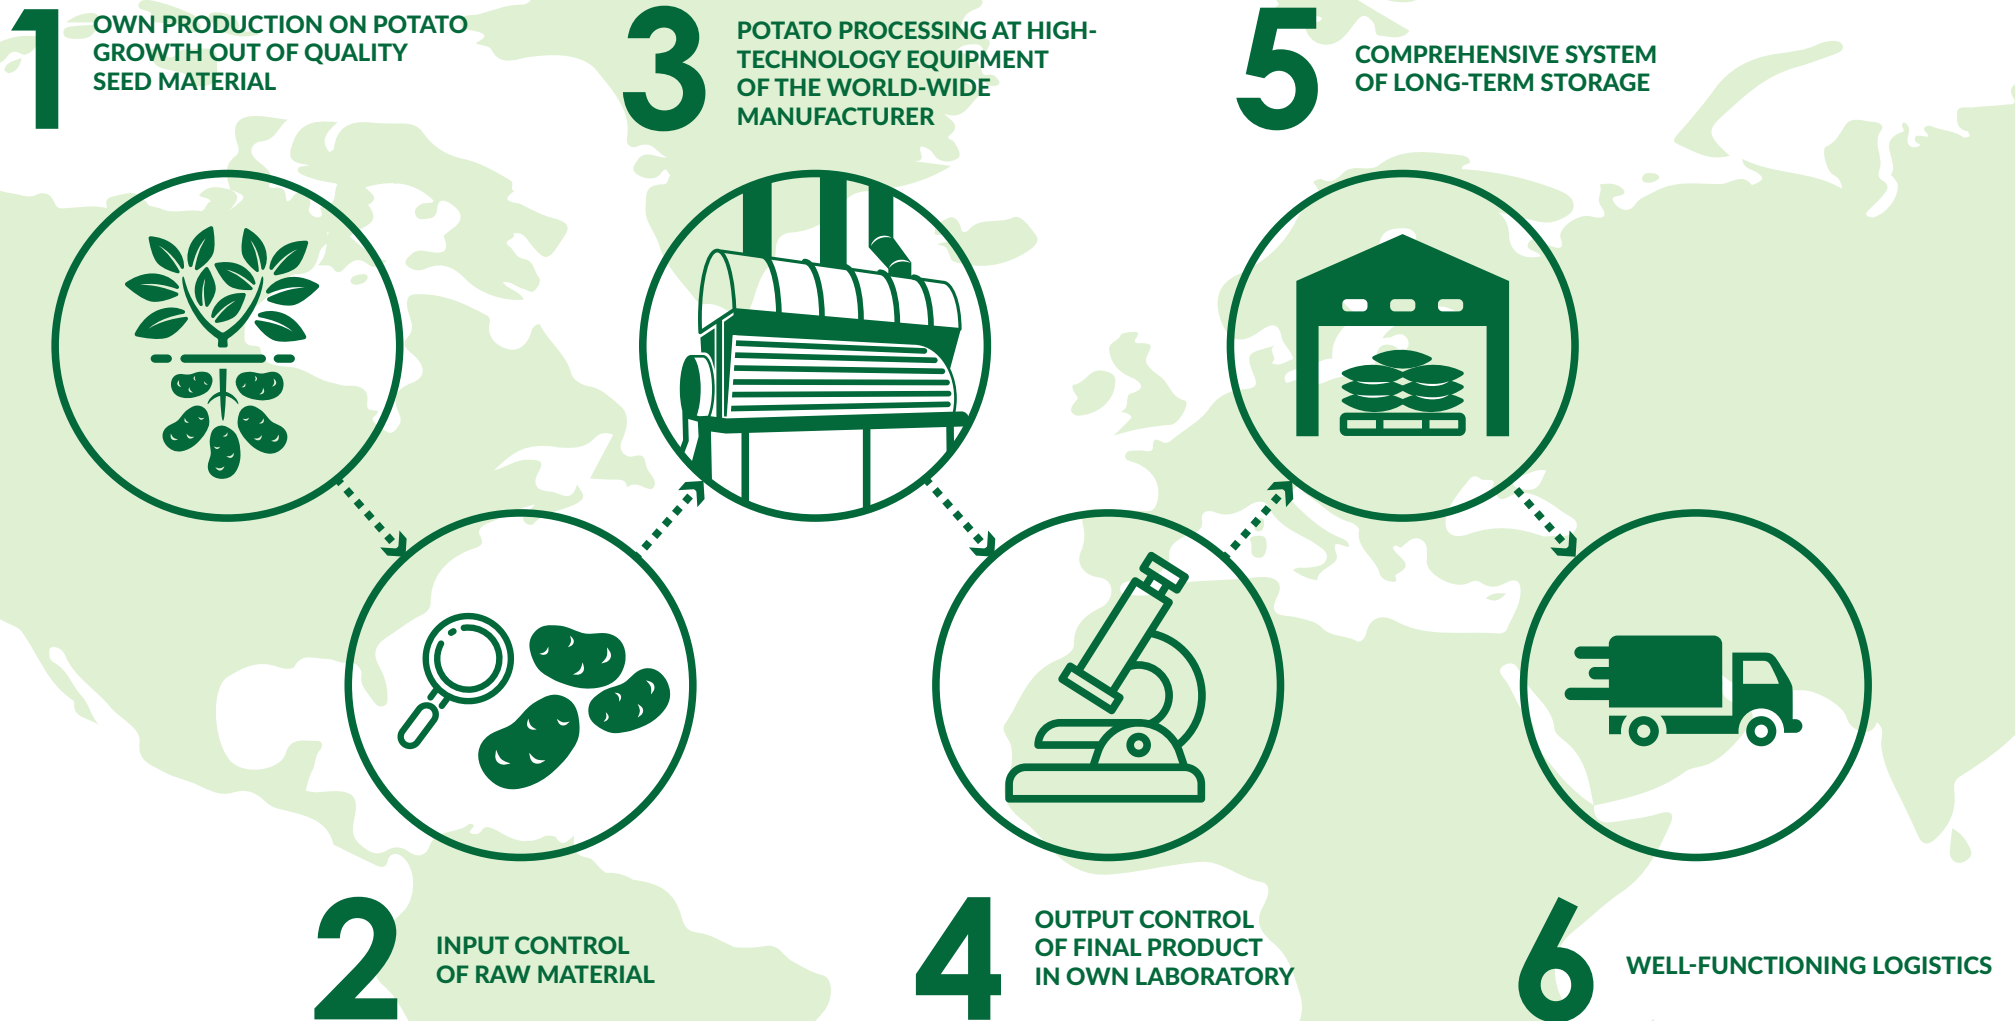 1
OWN PRODUCTION ON POTATO
GROWTH OUT OF QUALITY
SEED MATERIAL
2
INPUT CONTROL
OF RAW MATERIAL
3
POTATO PROCESSING AT HIGH-
TECHNOLOGY EQUIPMENT
OF THE WORLD-WIDE
MANUFACTURER
4
OUTPUT CONTROL
OF FINAL PRODUCT
IN OWN LABORATORY
5
COMPREHENSIVE SYSTEM
OF LONG-TERM STORAGE
6
WELL-FUNCTIONING LOGISTICS